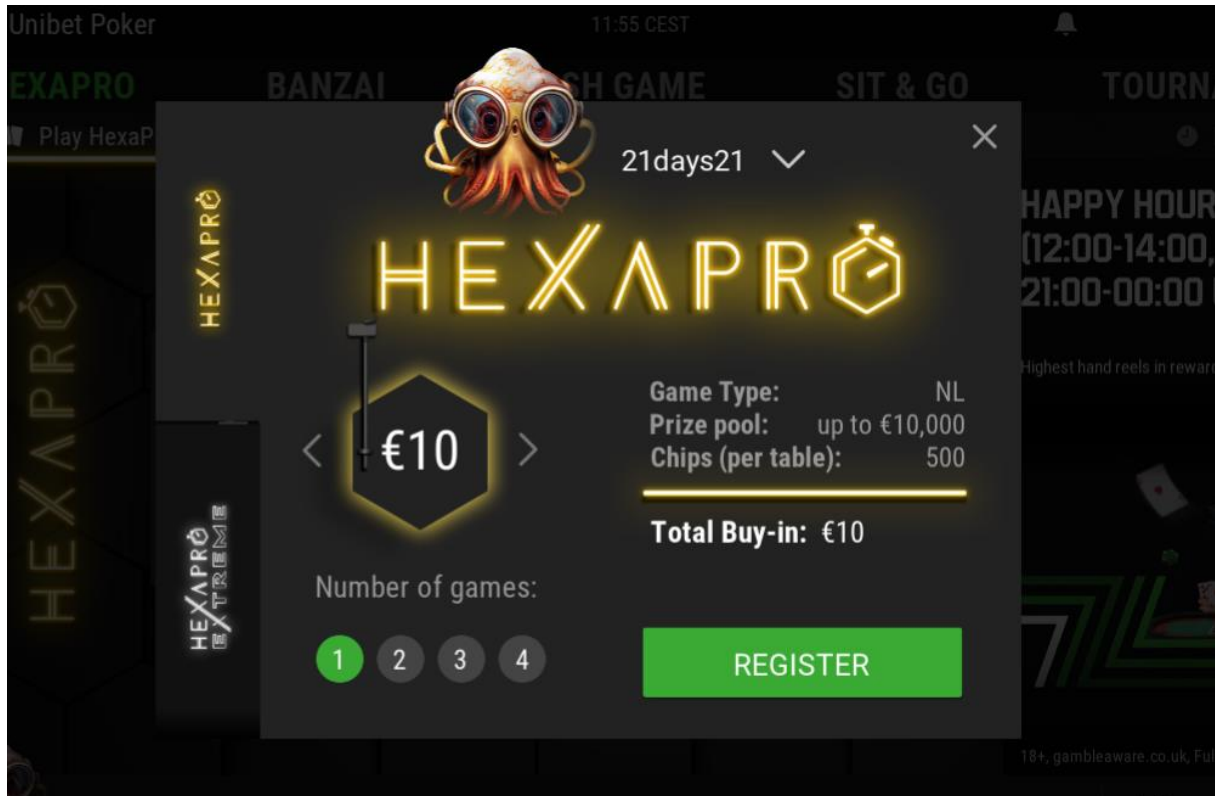 Unibet Poker
11:55 CEST
EXAPRO
BANZAI
SH GAME
SIT & GO
TOURNA
Play HexaP
21days21
HEXAPRO
HEXAPRO
HEXAPRO
HEXAPRO
EXTREME
€10
Game Type: NL
Prize pool: up to €10,000
Chips (per table): 500
Total Buy-in: €10
Number of games:
1 2 3 4
REGISTER
HAPPY HOUR
(12:00-14:00,
21:00-00:00
Highest hand reels in rewar
18+, gambleaware.co.uk, Ful